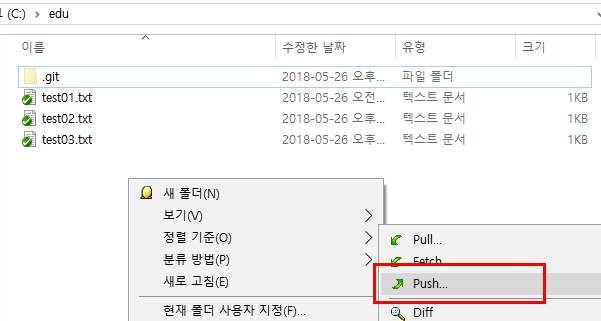 (C:) > edu
이름 수정한 날짜 유형 크기
.git 2018-05-26 오후... 파일 폴더
test01.txt 2018-05-26 오전... 텍스트 문서 1KB
test02.txt 2018-05-26 오후... 텍스트 문서 1KB
test03.txt 2018-05-26 오후... 텍스트 문서 1KB
새 폴더(N)
보기(V)
정렬 기준(O)
분류 방법(P)
새로 고침(E)
현재 폴더 사용자 지정(F)...
Pull...
Fetch
Push...
Diff